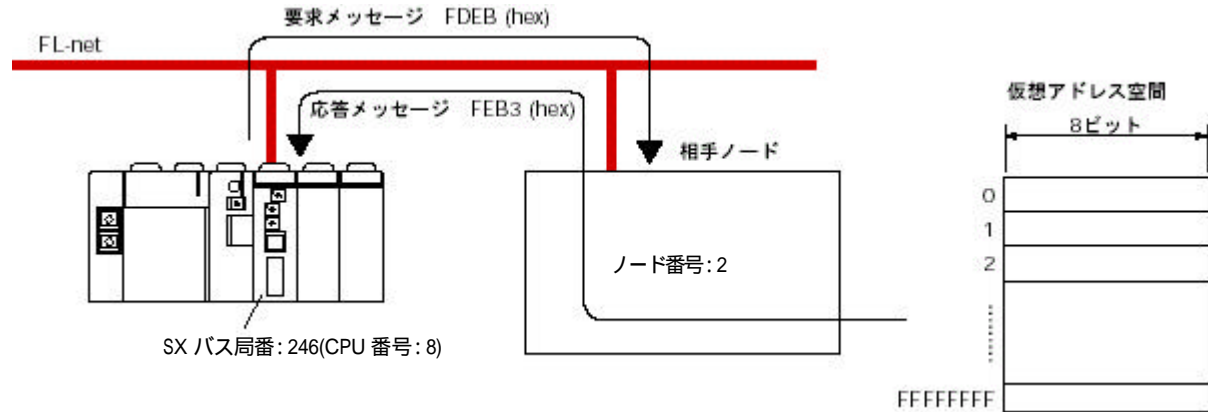 要求メッセージ FDEB (hex)
FL-net
応答メッセージ FEB3 (hex)
仮想アドレス空間
8ビット
相手ノード
0
1
2
ノード番号：2
SX バス局番：246(CPU 番号：8)
FFFFFFFF